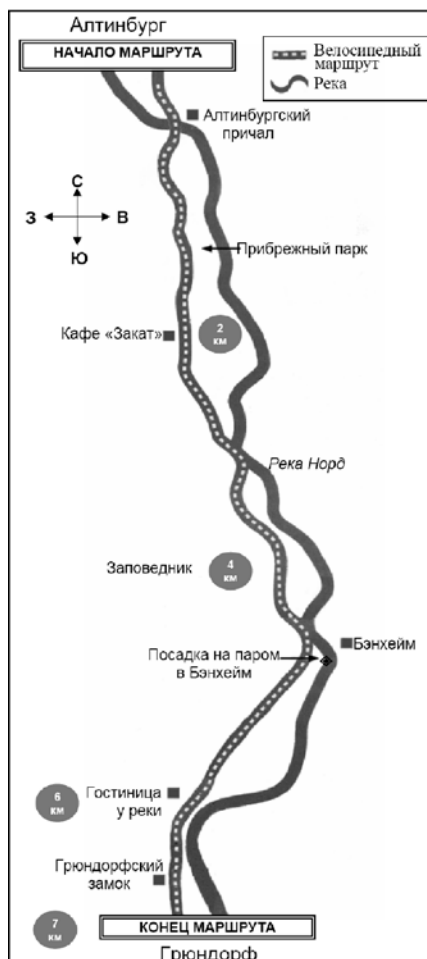 Алтинбург
НАЧАЛО МАРШРУТА
Велосипедный
маршрут
Река
Алтинбургский
причал
С
З
В
Ю
Прибрежный парк
Кафе «Закат»
2
км
Река Норд
Заповедник
4
км
Бэнхейм
Посадка на паром
в Бэнхейм
6
км
Гостиница
у реки
Грюндорфский
замок
7
км
КОНЕЦ МАРШРУТА
Грюндорф